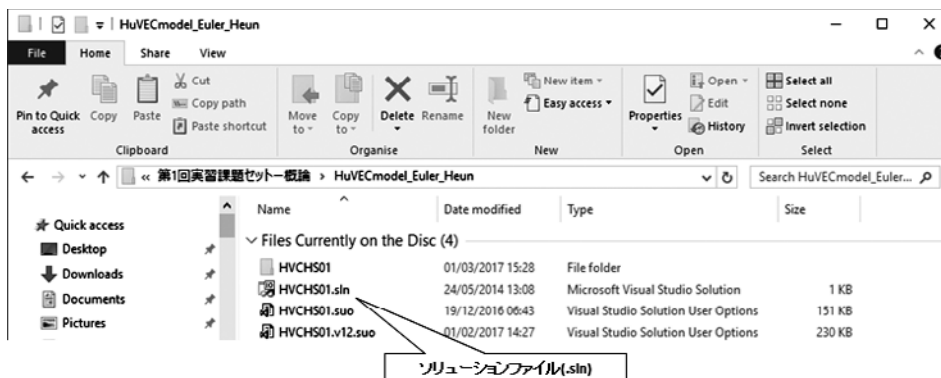 HuVECmodel_Euler_Heun
File Home Share View
Pin to Quick access
Copy
Paste
Cut
Copy path
Paste shortcut
Clipboard
Move to
Copy to
Delete
Rename
Organise
New folder
New item
Easy access
New
Properties
Open
Edit
History
Open
Select all
Select none
Invert selection
Select
« 第1回実習課題セットー概論 › HuVECmodel_Euler_Heun
Search HuVECmodel_Euler...
Quick access
Desktop
Downloads
Documents
Pictures
Name Date modified Type Size
Files Currently on the Disc (4)
HVCHS01 01/03/2017 15:28 File folder
HVCHS01.sln 24/05/2014 13:08 Microsoft Visual Studio Solution 1 KB
HVCHS01.suo 19/12/2016 06:43 Visual Studio Solution User Options 151 KB
HVCHS01.v12.suo 01/02/2017 14:27 Visual Studio Solution User Options 230 KB
ソリューションファイル(.sln)